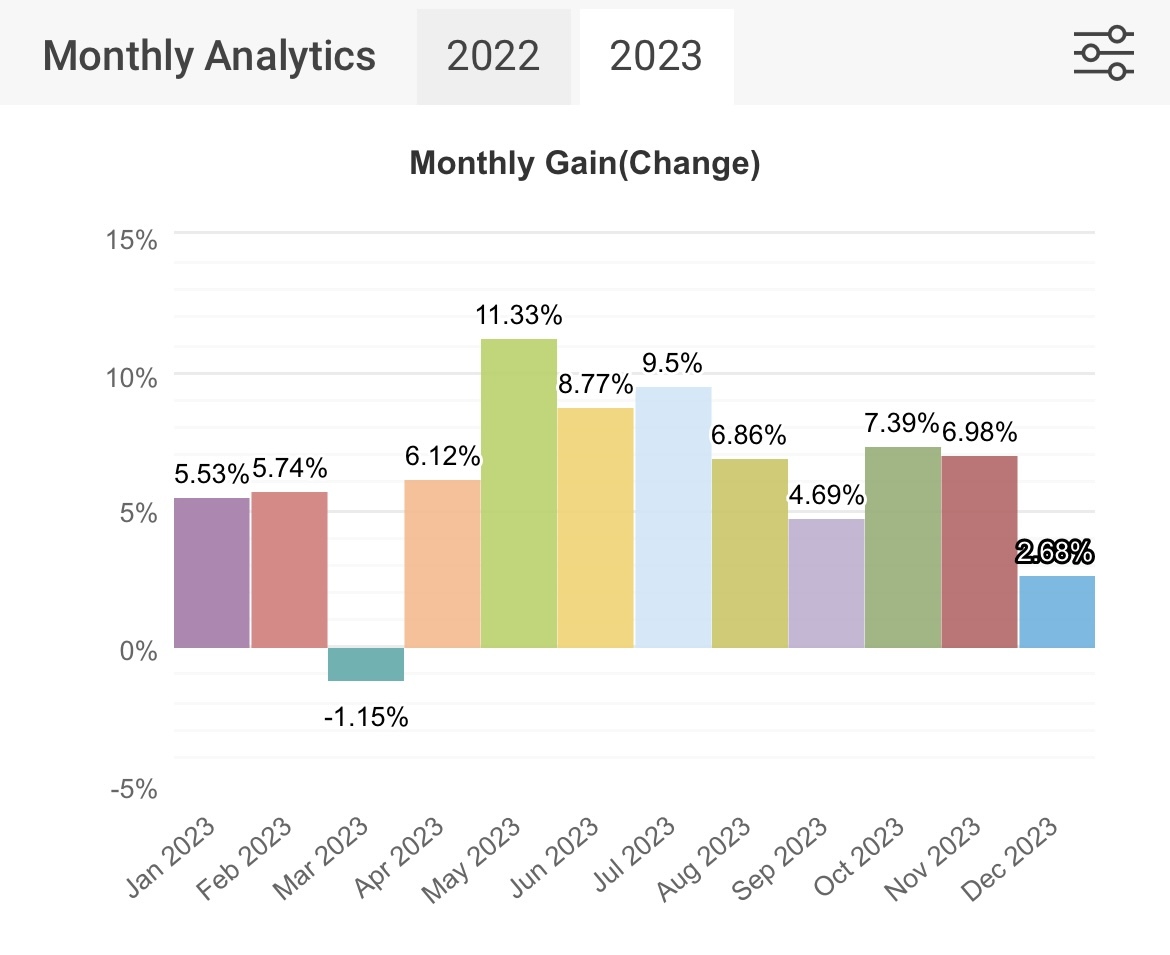 Monthly Analytics 2022 2023
Monthly Gain(Change)
15%
10%
5%
0%
-5%
5.53%
5.74%
-1.15%
6.12%
11.33%
8.77%
9.5%
6.86%
4.69%
7.39%
6.98%
2.68%
Jan 2023
Feb 2023
Mar 2023
Apr 2023
May 2023
Jun 2023
Jul 2023
Aug 2023
Sep 2023
Oct 2023
Nov 2023
Dec 2023